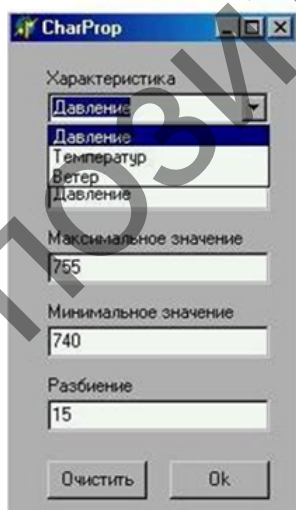 CharProp
Характеристика
Давление
Давление
Температур
Ветер
Давление
Максимальное значение
755
Минимальное значение
740
Разбиение
15
Очистить Ok